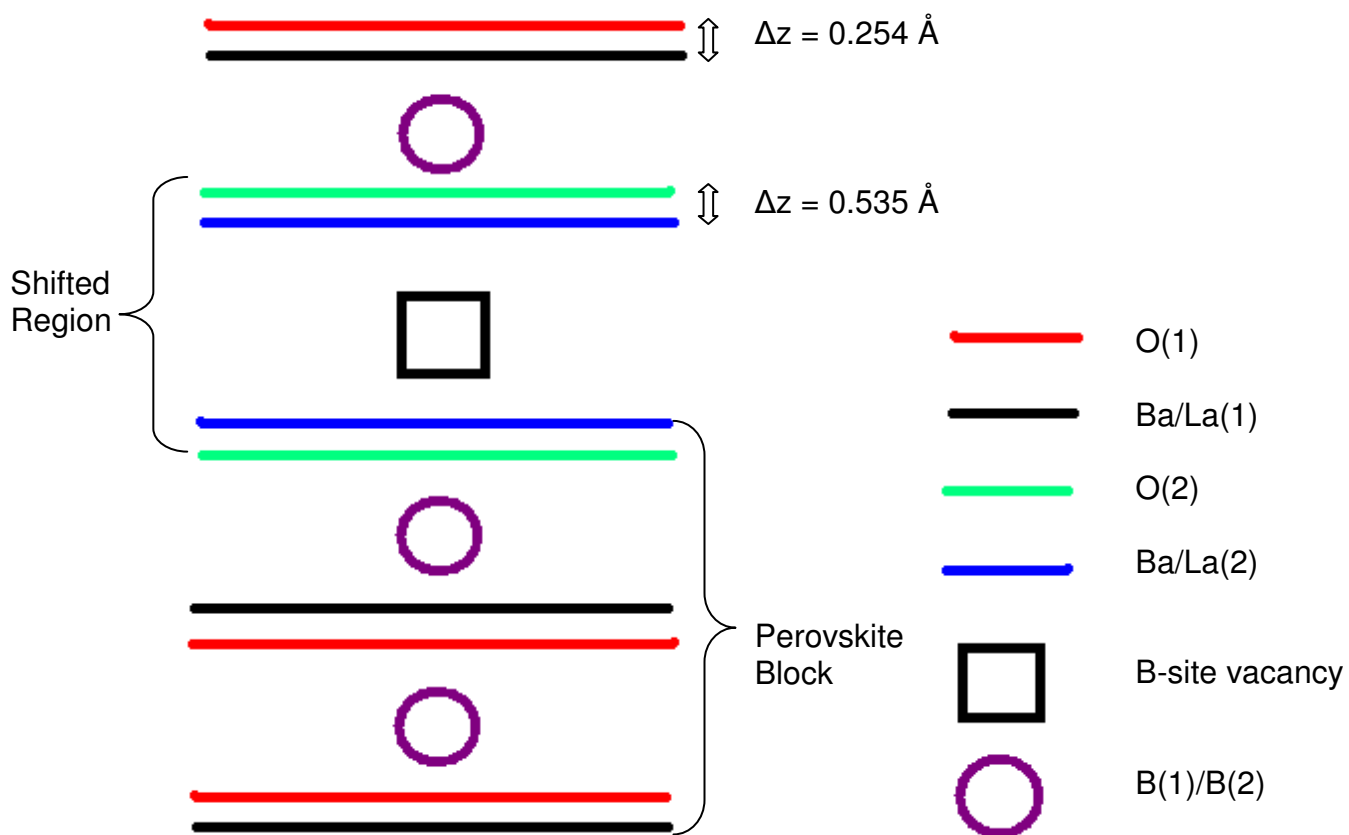 Δz = 0.254 Å
Δz = 0.535 Å
Shifted
Region
O(1)
Ba/La(1)
O(2)
Ba/La(2)
Perovskite
Block
B-site vacancy
B(1)/B(2)